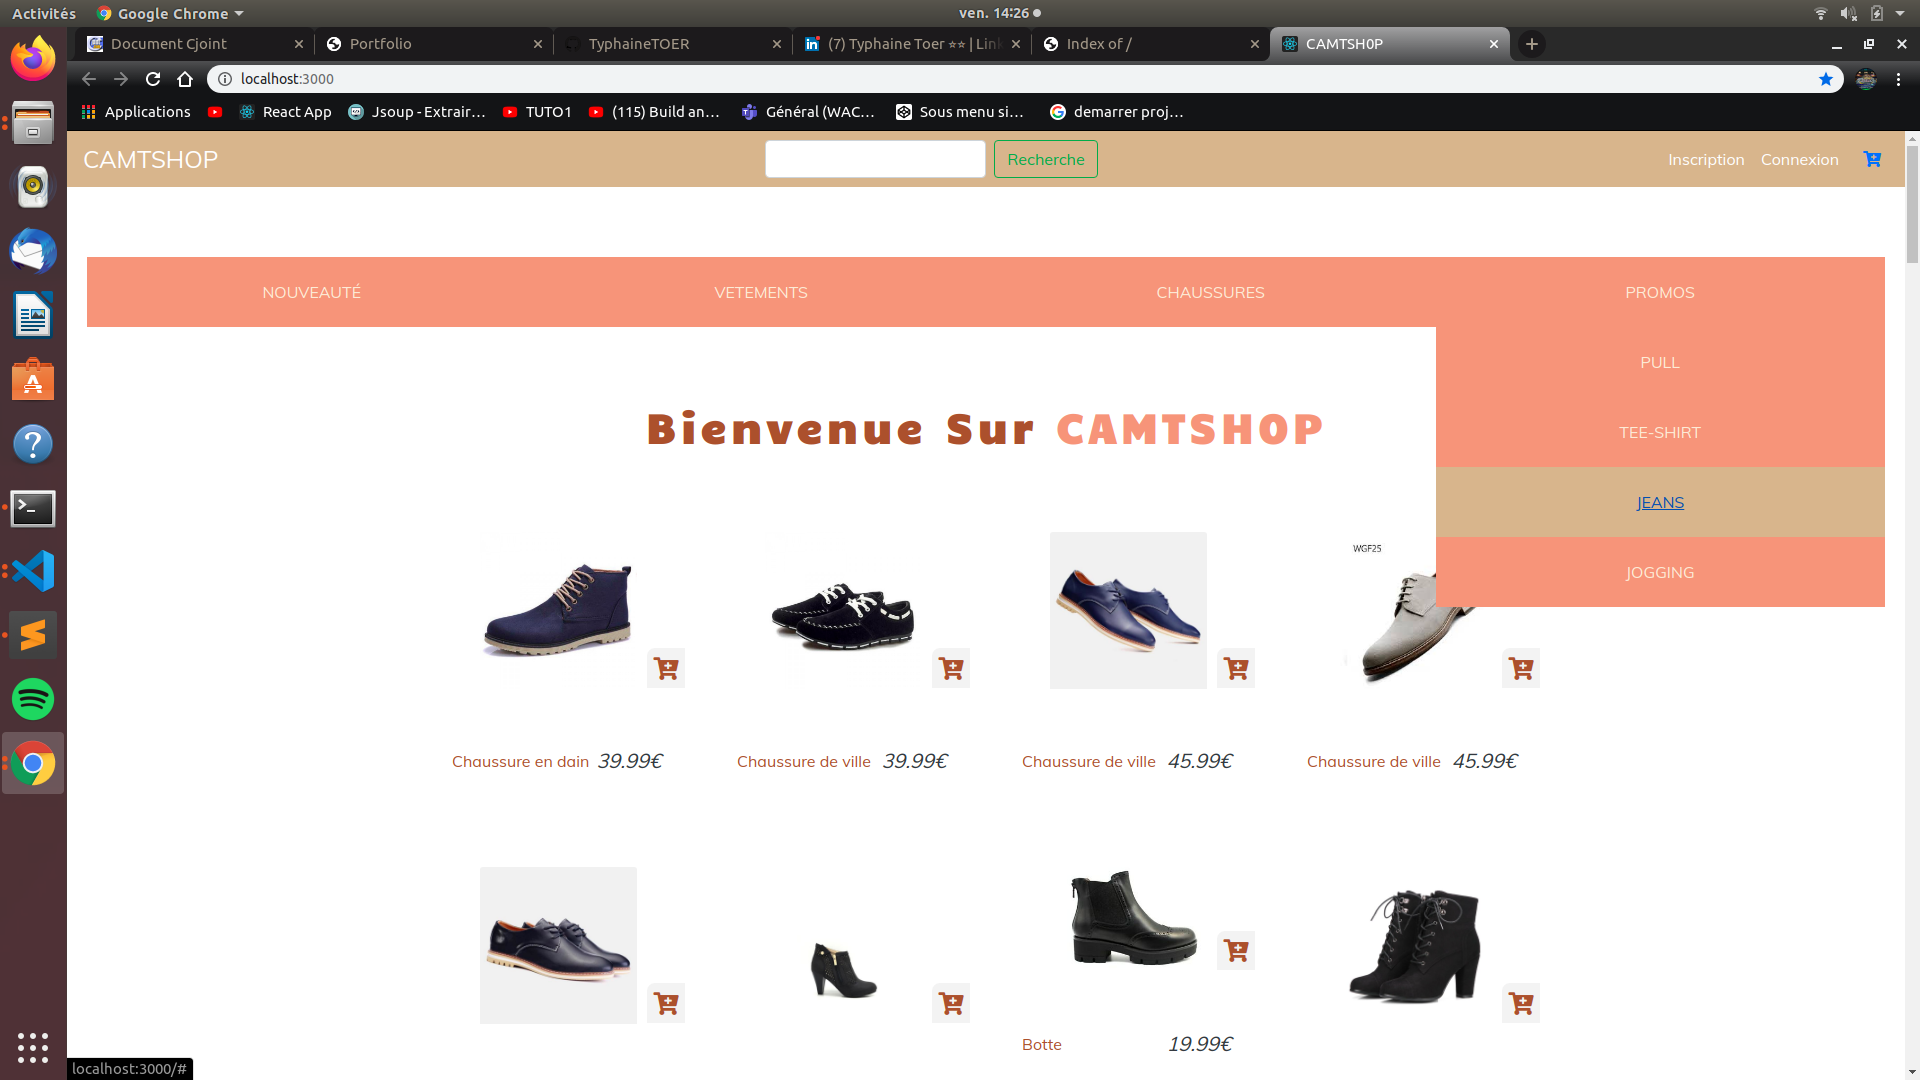 Activités
Google Chrome
ven. 14:26
Document Cjoint
Portfolio
TyphaineTOER
(7) Typhaine Toer ⭐⭐ | Lin
Index of /
CAMTSH0P
localhost:3000
Applications
React App
Jsoup - Extrair…
TUTO1
(115) Build an…
Général (WAC…
Sous menu si…
demarrer proj…
CAMTSHOP
Recherche
Inscription
Connexion
NOUVEAUTÉ
VETEMENTS
CHAUSSURES
PROMOS
PULL
TEE-SHIRT
JEANS
JOGGING
Bienvenue Sur CAMTSHOP
WGF25
Chaussure en dain 39.99€
Chaussure de ville 39.99€
Chaussure de ville 45.99€
Chaussure de ville 45.99€
Botte 19.99€
localhost:3000/#